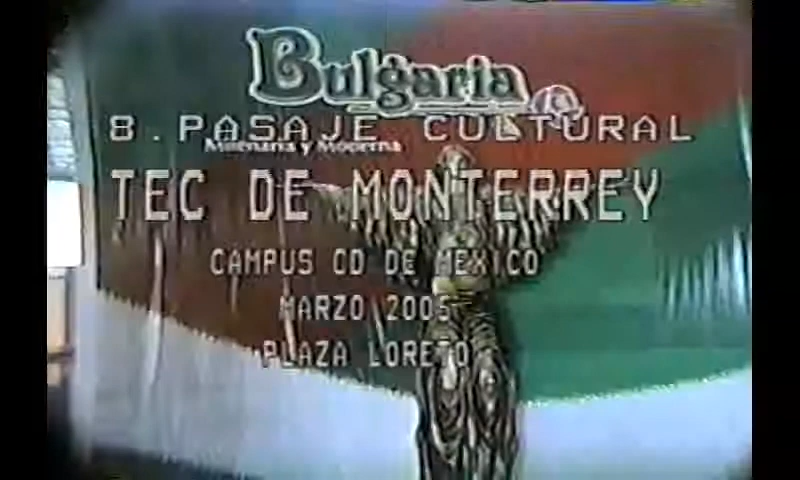 Bulgaria
8. PASAJE CULTURAL
Milenaria y Moderna
TEC DE MONTERREY
CAMPUS CD DE MEXICO
MARZO 2005
PLAZA LORETO